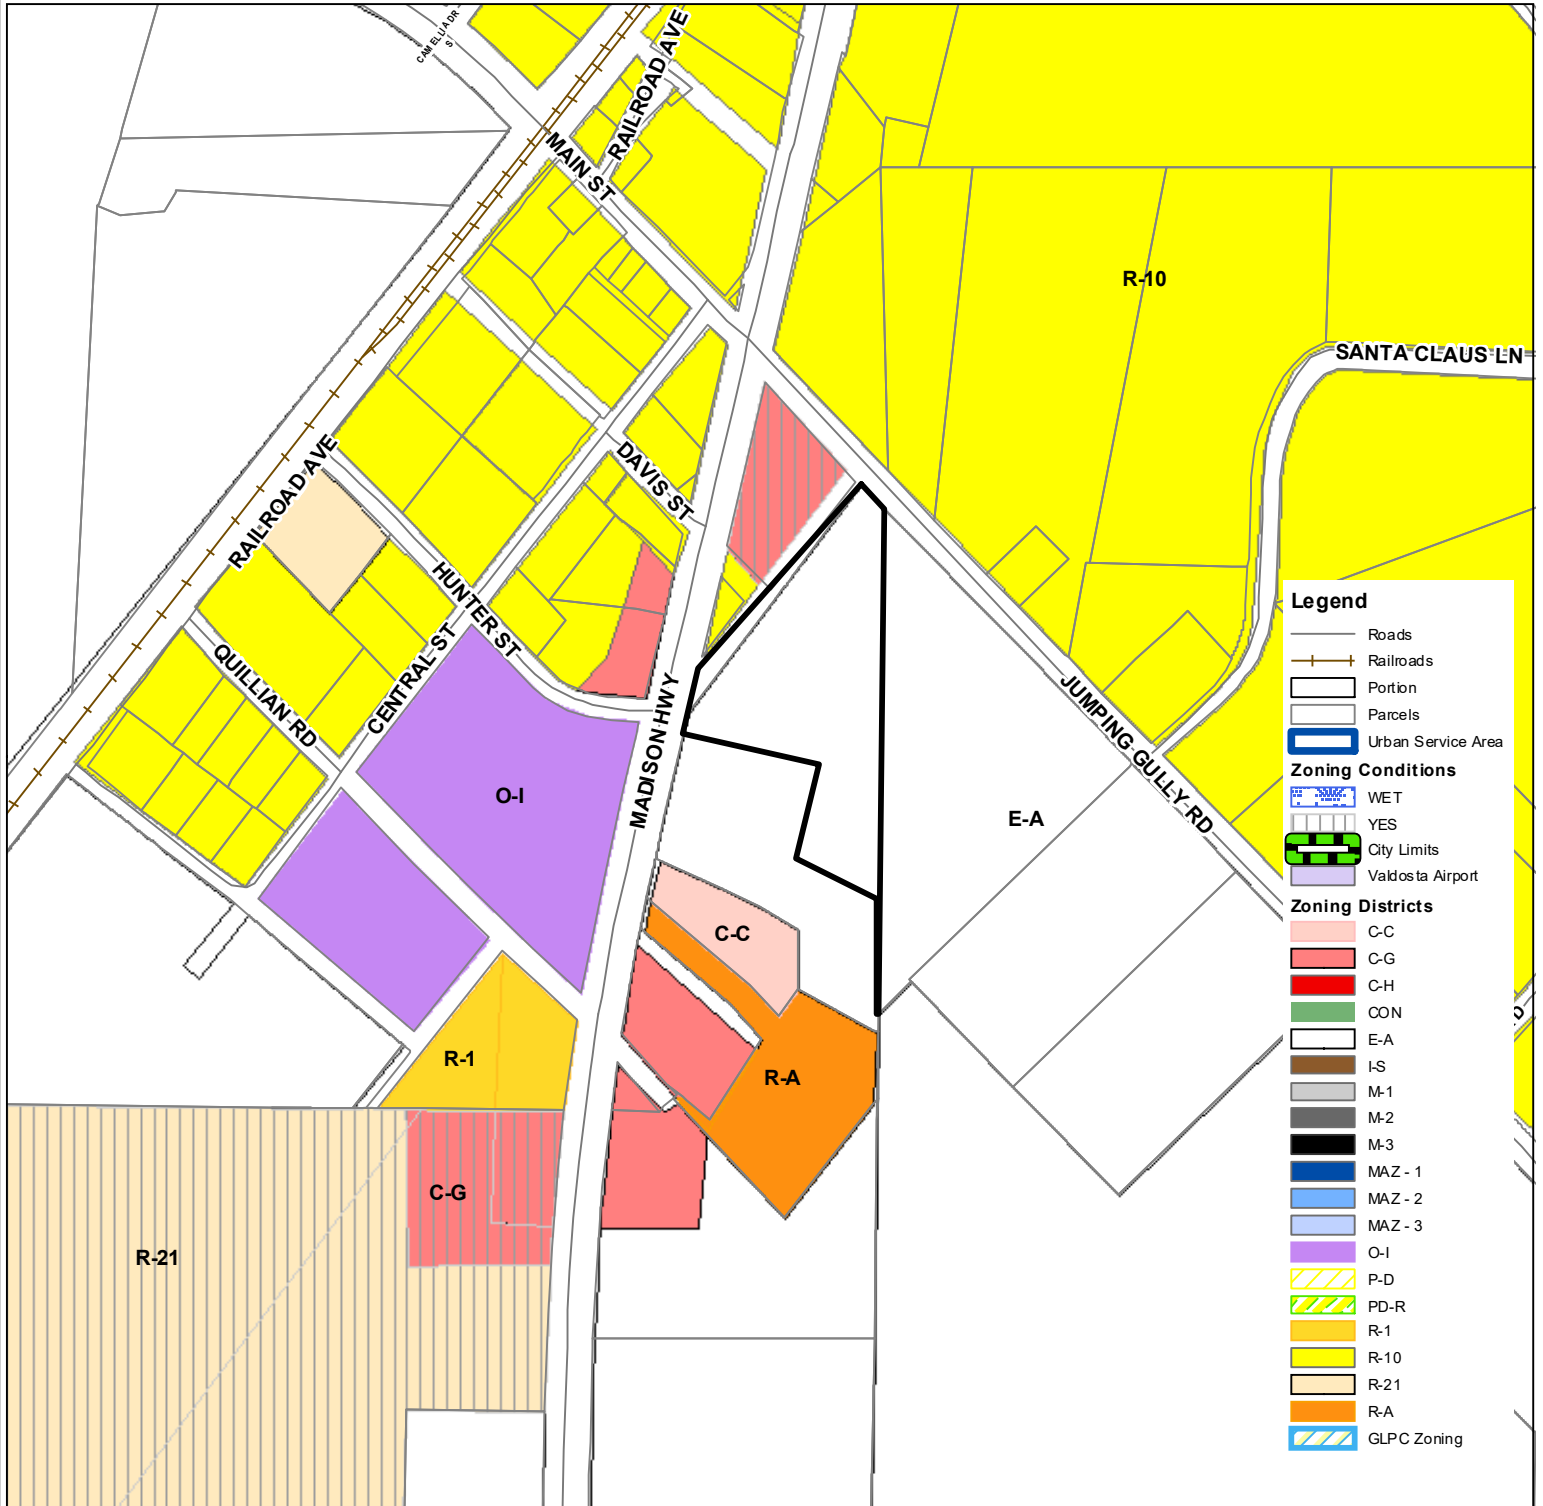 CAMELLIA DR
S
RAILROAD AVE
MAIN ST
R-10
SANTA CLAUS LN
DAVIS ST
RAILROAD AVE
HUNTER ST
QUILLIAN RD
CENTRAL ST
MADISON HWY
JUMPING GULLY RD
O-I
E-A
C-C
R-1
R-A
C-G
R-21
D
Legend
Roads
Railroads
Portion
Parcels
Urban Service Area
Zoning Conditions
WET
YES
City Limits
Valdosta Airport
Zoning Districts
C-C
C-G
C-H
CON
E-A
I-S
M-1
M-2
M-3
MAZ - 1
MAZ - 2
MAZ - 3
O-I
P-D
PD-R
R-1
R-10
R-21
R-A
GLPC Zoning